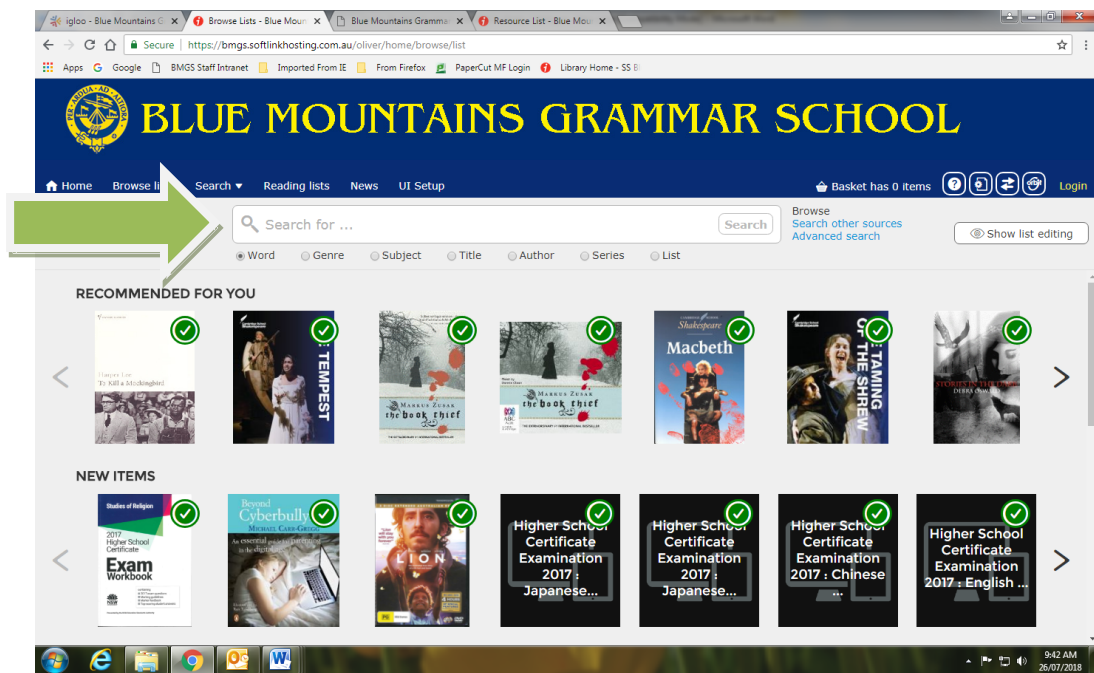 igloo - Blue Mountains G
Browse Lists - Blue Moun
Blue Mountains Gramma
Resource List - Blue Mou
Secure | https://bmgs.softlinkhosting.com.au/oliver/home/browse/list
Apps Google BMGS Staff Intranet Imported From IE From Firefox PaperCut MF Login Library Home - SS B
BLUE MOUNTAINS GRAMMAR SCHOOL
Home Browse li Search Reading lists News UI Setup Basket has 0 items Login
Search for ... Search
Browse
Search other sources
Advanced search
Show list editing
Word Genre Subject Title Author Series List
RECOMMENDED FOR YOU
Harper Lee
To Kill a Mockingbird
TEMPEST
MARKUS ZUSAK
the book thief
MARKUS ZUSAK
the book thief
ABC
Shakespeare
Macbeth
TAMING
OF THE SHREW
STORIES IN THE
DEBRA
NEW ITEMS
Studies of Religion
2017
Higher School
Certificate
Exam
Workbook
Beyond
Cyberbully
MICHAEL CARR-GREGG
An essential
in the digital
LION
PG
Higher School
Certificate
Examination
2017 :
Japanese...
Higher School
Certificate
Examination
2017 :
Japanese...
Higher School
Certificate
Examination
2017 : Chinese
...
Higher School
Certificate
Examination
2017 : English ...
9:42 AM
26/07/2018